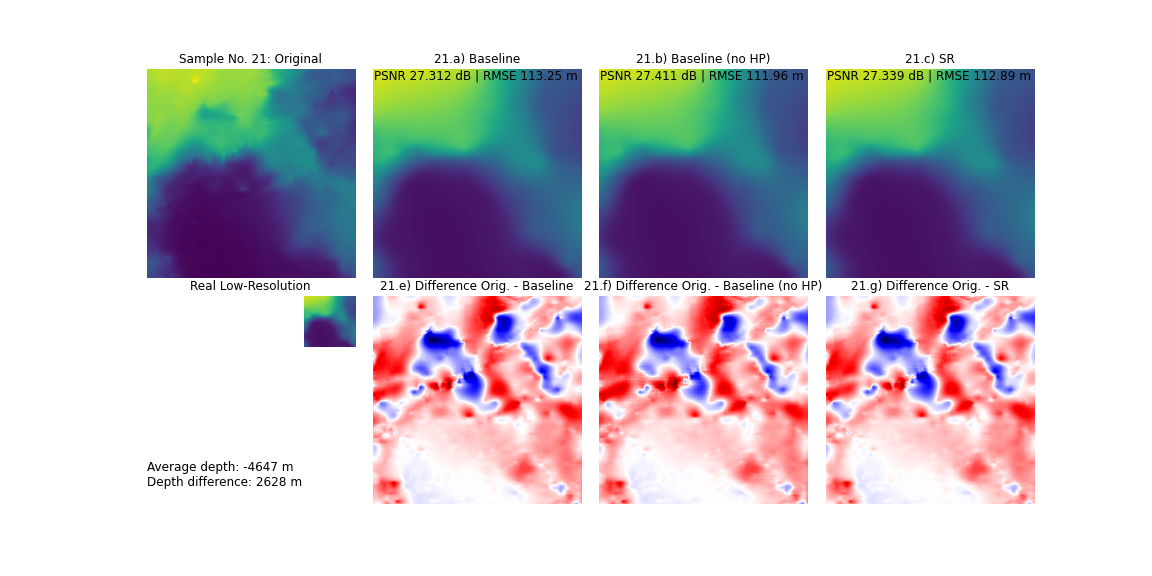 Sample No. 21: Original
21.a) Baseline
21.b) Baseline (no HP)
21.c) SR
PSNR 27.312 dB | RMSE 113.25 m
PSNR 27.411 dB | RMSE 111.96 m
PSNR 27.339 dB | RMSE 112.89 m
Real Low-Resolution
21.e) Difference Orig. - Baseline
21.f) Difference Orig. - Baseline (no HP)
21.g) Difference Orig. - SR
Average depth: -4647 m
Depth difference: 2628 m